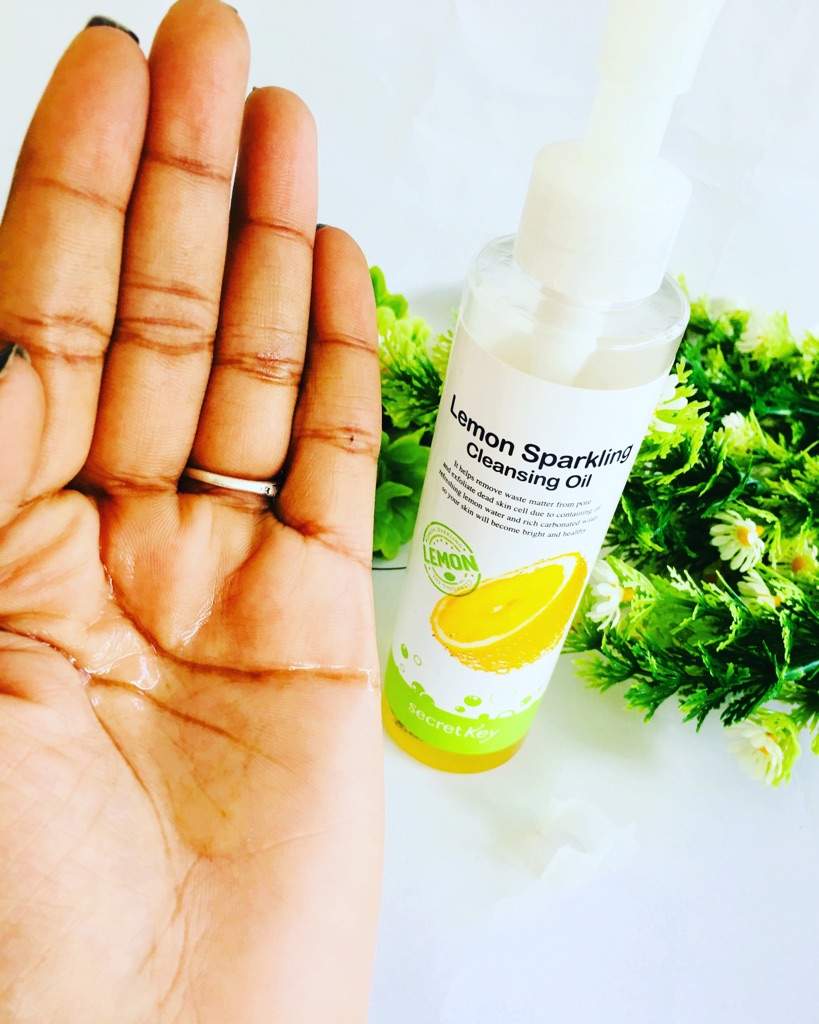 Lemon Sparkling
Cleansing Oil
It helps remove waste matter from pore
and exfoliate dead skin cell due to containing
refreshing lemon water and rich carbonated water
so your skin will become bright and healthy
LEMON
secretKey